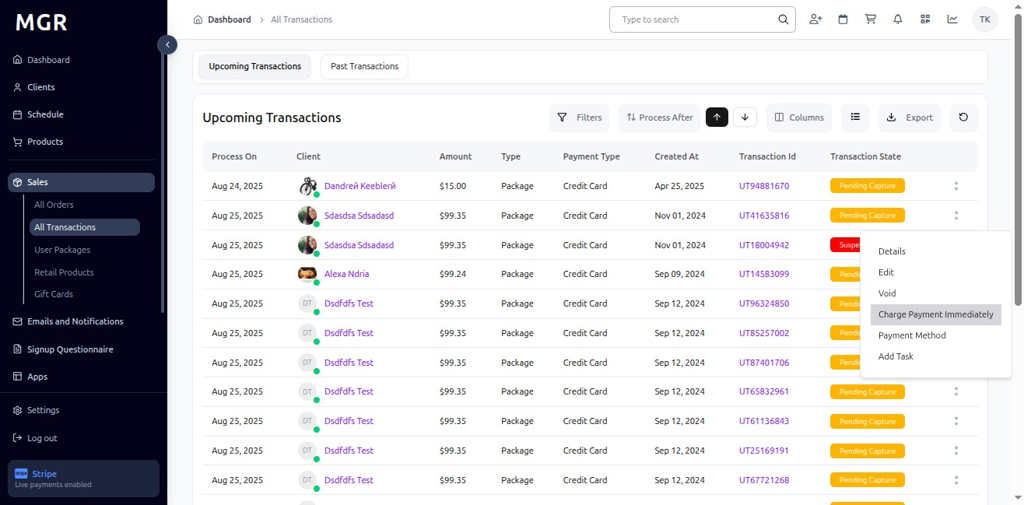 MGR
Dashboard
Clients
Schedule
Products
Sales
All Orders
All Transactions
User Packages
Retail Products
Gift Cards
Emails and Notifications
Signup Questionnaire
Apps
Settings
Log out
Stripe
Live payments enabled
Dashboard > All Transactions
Type to search
TK
Upcoming Transactions Past Transactions
Upcoming Transactions
Filters Process After Columns Export
Process On Client Amount Type Payment Type Created At Transaction Id Transaction State
Aug 24, 2025 Dandreй Keeblerй $15.00 Package Credit Card Apr 25, 2025 UT94881670 Pending Capture
Aug 25, 2025 Sdasdsa Sdsadasd $99.35 Package Credit Card Nov 01, 2024 UT41635816 Pending Capture
Aug 25, 2025 Sdasdsa Sdsadasd $99.35 Package Credit Card Nov 01, 2024 UT18004942
Aug 25, 2025 Alexa Ndria $99.24 Package Credit Card Sep 09, 2024 UT14583099
Aug 25, 2025 DT Dsdfdfs Test $99.35 Package Credit Card Sep 12, 2024 UT96324850
Aug 25, 2025 DT Dsdfdfs Test $99.35 Package Credit Card Sep 12, 2024 UT85257002
Aug 25, 2025 DT Dsdfdfs Test $99.35 Package Credit Card Sep 12, 2024 UT87401706
Aug 25, 2025 DT Dsdfdfs Test $99.35 Package Credit Card Sep 12, 2024 UT65832961 Pending Capture
Aug 25, 2025 DT Dsdfdfs Test $99.35 Package Credit Card Sep 12, 2024 UT61136843 Pending Capture
Aug 25, 2025 DT Dsdfdfs Test $99.35 Package Credit Card Sep 12, 2024 UT25169191 Pending Capture
Aug 25, 2025 DT Dsdfdfs Test $99.35 Package Credit Card Sep 12, 2024 UT67721268 Pending Capture
Details
Edit
Void
Charge Payment Immediately
Payment Method
Add Task